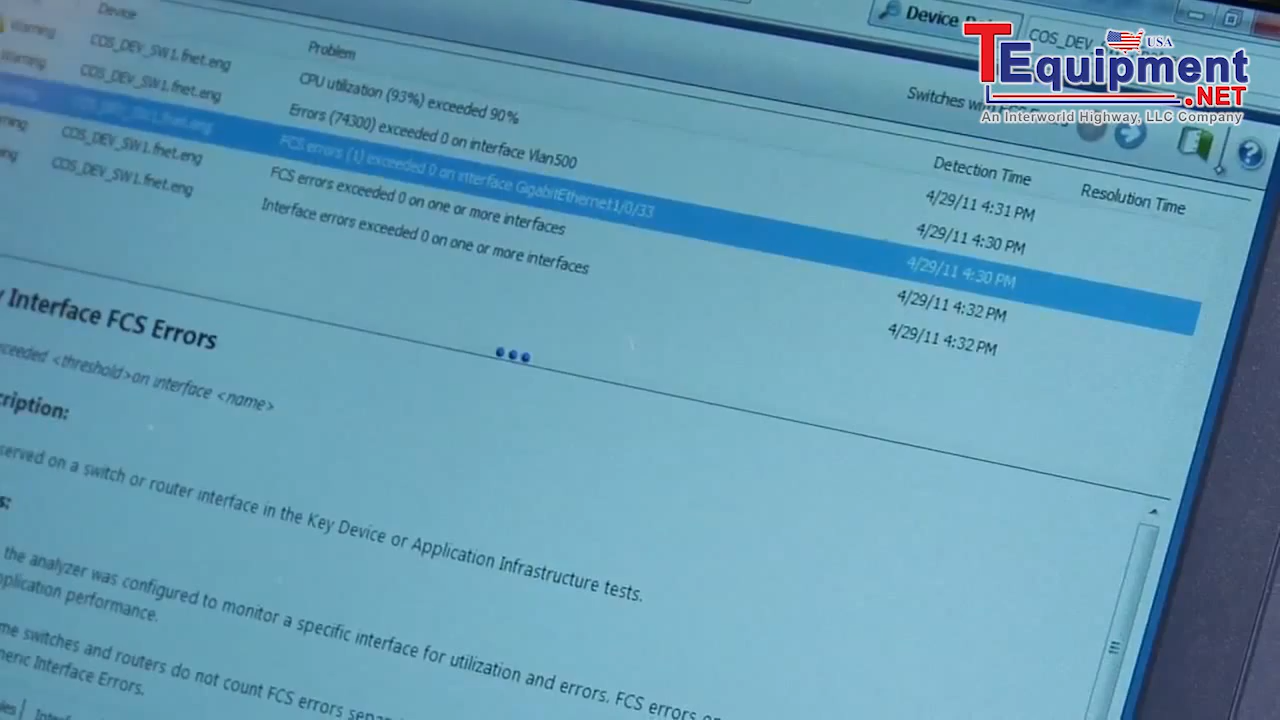 Device
COS_DEV_SW
TEquipment
USA
.NET
An Interworld Highway, LLC Company
Switches
Device Problem Detection Time Resolution Time
Warning COS_DEV_SW1.fnet.eng CPU utilization (93%) exceeded 90% 4/29/11 4:31 PM
Warning COS_DEV_SW1.fnet.eng Errors (74300) exceeded 0 on interface Vlan500 4/29/11 4:30 PM
FCS errors (1) exceeded 0 on interface GigabitEthernet1/0/33 4/29/11 4:30 PM
COS_DEV_SW1.fnet.eng FCS errors exceeded 0 on one or more interfaces 4/29/11 4:32 PM
COS_DEV_SW1.fnet.eng Interface errors exceeded 0 on one or more interfaces 4/29/11 4:32 PM
Interface FCS Errors
<threshold>on interface <name>
cription:
served on a switch or router interface in the Key Device or Application Infrastructure tests.
the analyzer was configured to monitor a specific interface for utilization and errors. FCS errors
pplication performance.
me switches and routers do not count FCS errors
neric Interface Errors.